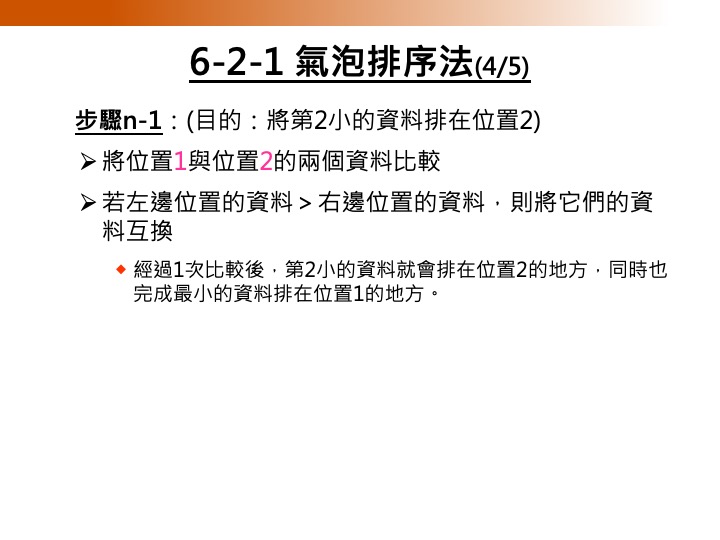 6-2-1 氣泡排序法(4/5)
步驟n-1：(目的：將第2小的資料排在位置2)
將位置1與位置2的兩個資料比較
若左邊位置的資料＞右邊位置的資料，則將它們的資
料互換
經過1次比較後，第2小的資料就會排在位置2的地方，同時也
完成最小的資料排在位置1的地方。